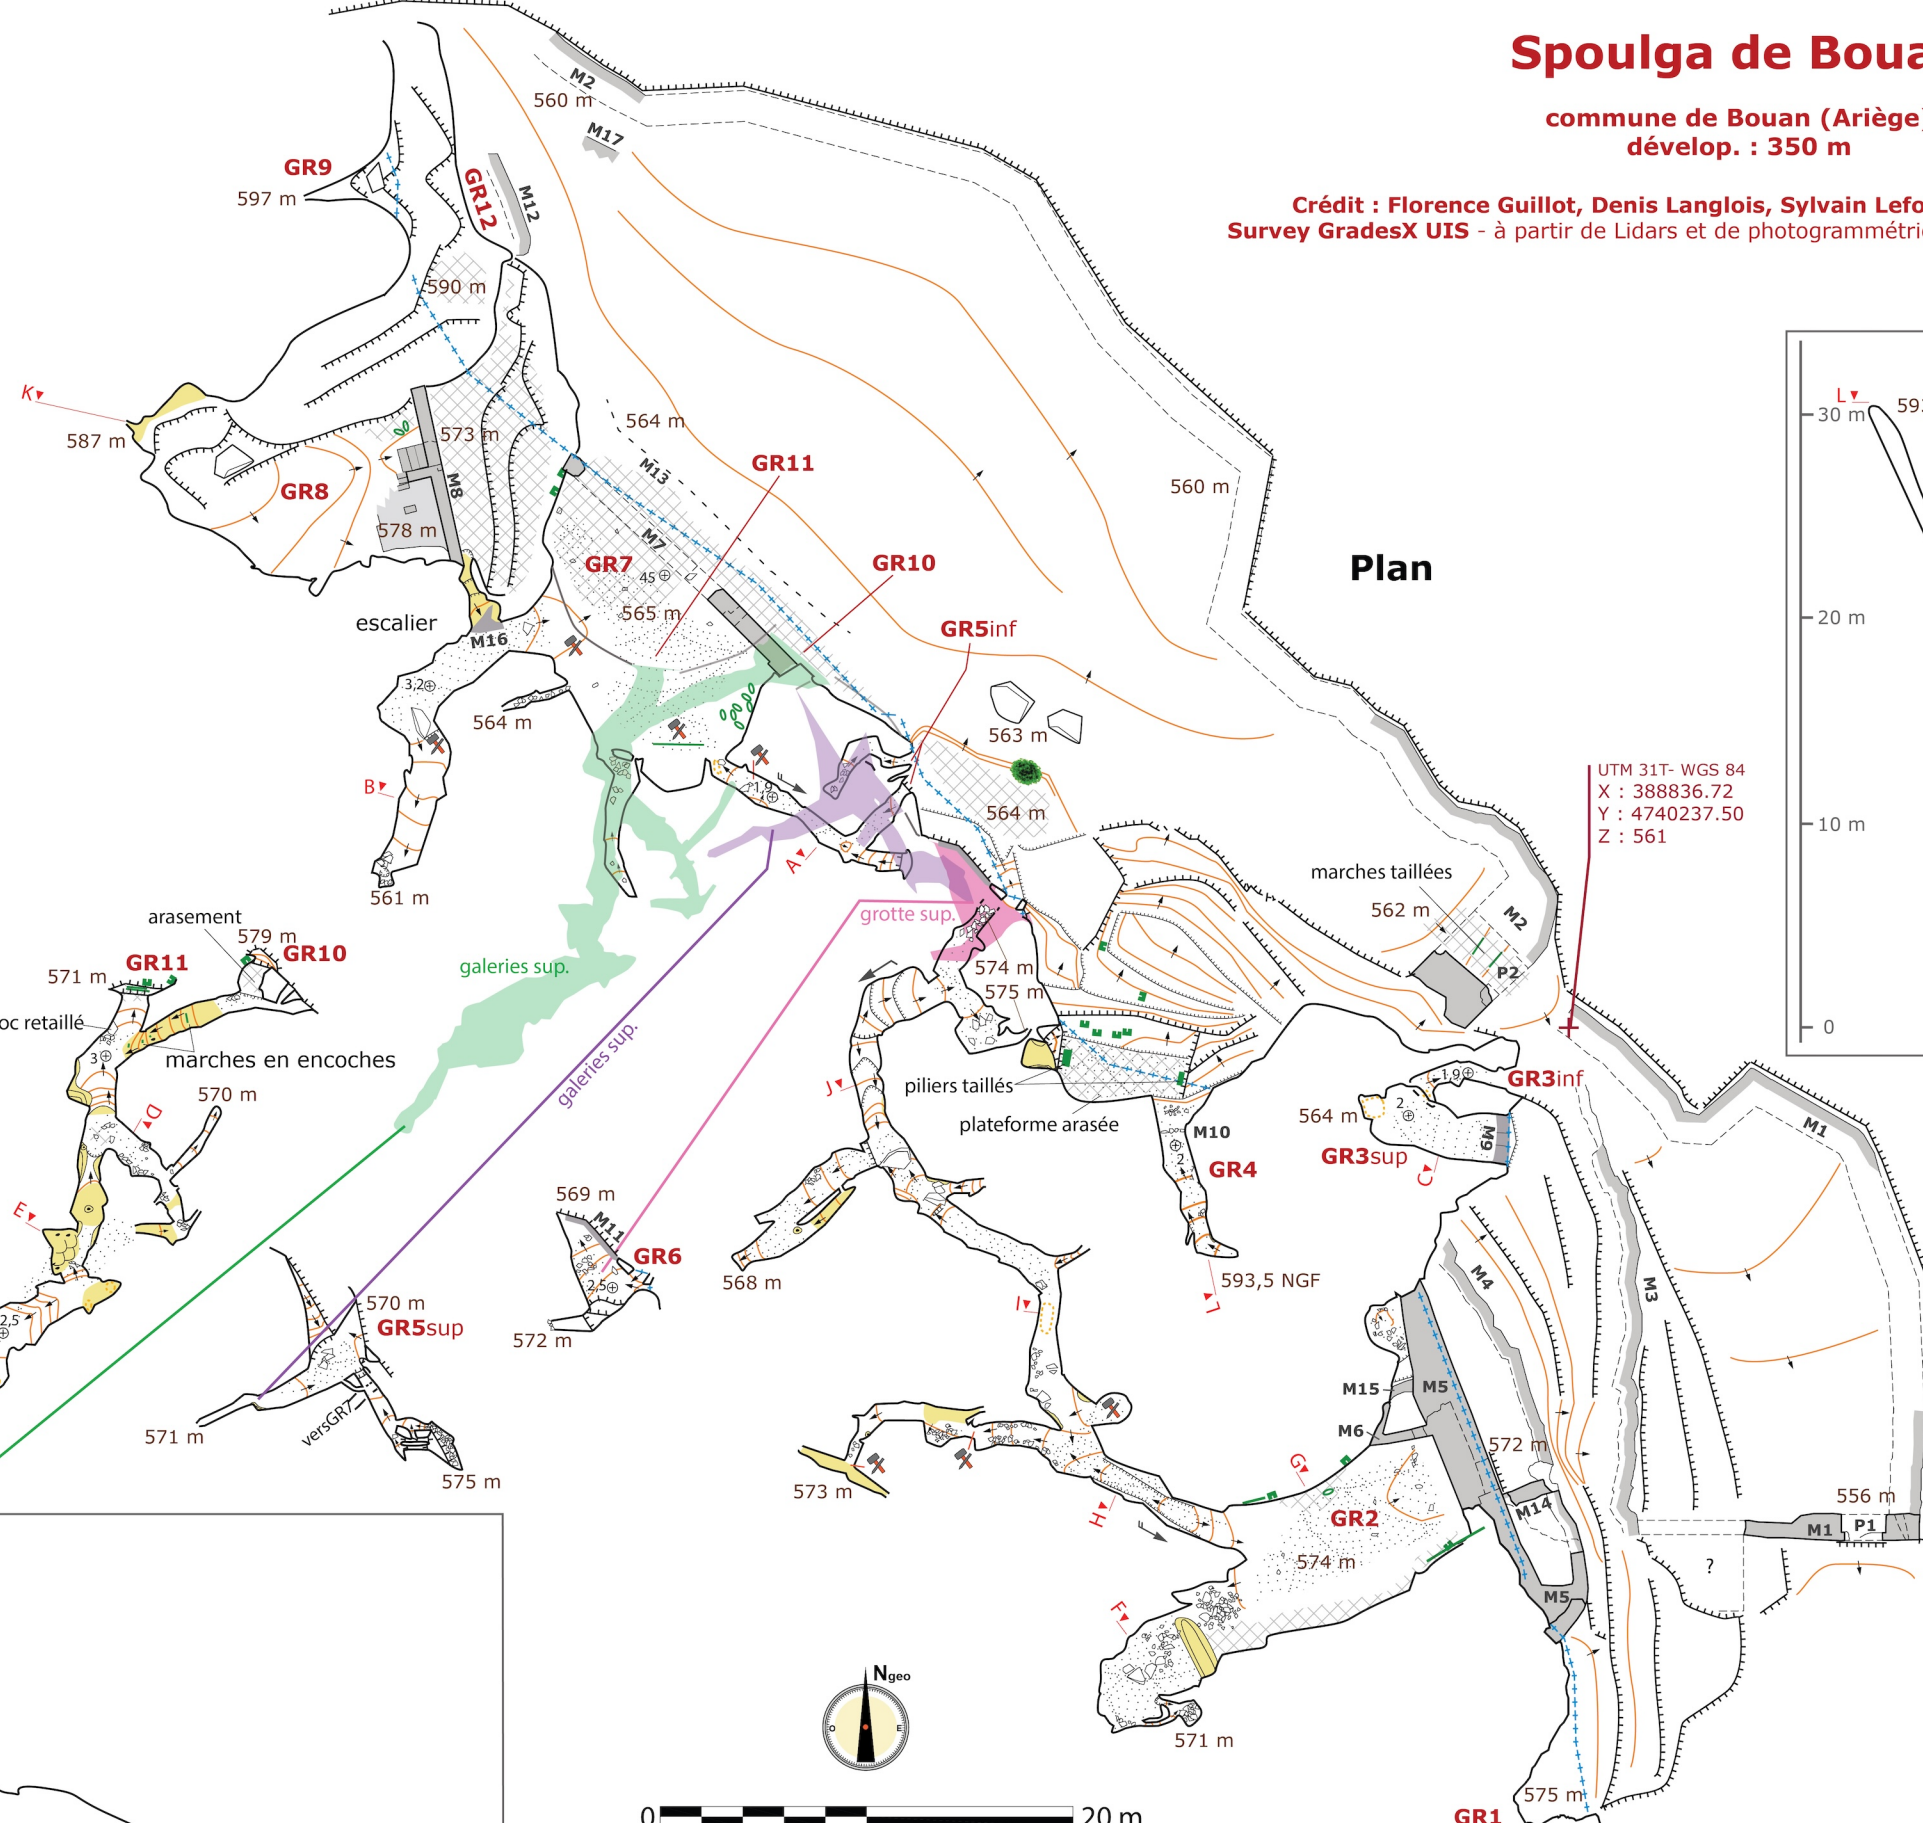 Spoulga de Boua
commune de Bouan (Ariège)
dévelop. : 350 m
Crédit : Florence Guillot, Denis Langlois, Sylvain Lefo
Survey GradesX UIS - à partir de Lidars et de photogrammétri
M2
560 m
M17
GR9
597 m
GR12
M12
590 m
K
587 m
573 m
564 m
M13
GR11
L
30 m
59
GR8
M8
578 m
M7
GR7
45
565 m
GR10
560 m
Plan
escalier
M16
GR5inf
20 m
3,2
564 m
563 m
B
1,9
564 m
UTM 31T- WGS 84
X : 388836.72
Y : 4740237.50
Z : 561
10 m
A
561 m
marches taillées
562 m
M2
arasement
579 m
GR10
grotte sup.
571 m
GR11
galeries sup.
574 m
575 m
P2
oc retaillé
0
3
marches en encoches
galeries sup.
J
piliers taillés
plateforme arasée
1,9
GR3inf
564 m
2
570 m
D
M10
2
GR4
M9
GR3sup
C
M1
E
569 m
M11
GR6
2,5
572 m
568 m
593,5 NGF
L
M4
M3
2,5
570 m
GR5sup
I
versGR7
571 m
575 m
M15
M5
M6
572 m
573 m
G
H
GR2
574 m
M14
556 m
M1
P1
?
M5
F
571 m
Ngeo
O
E
575 m
GR1
0
20 m